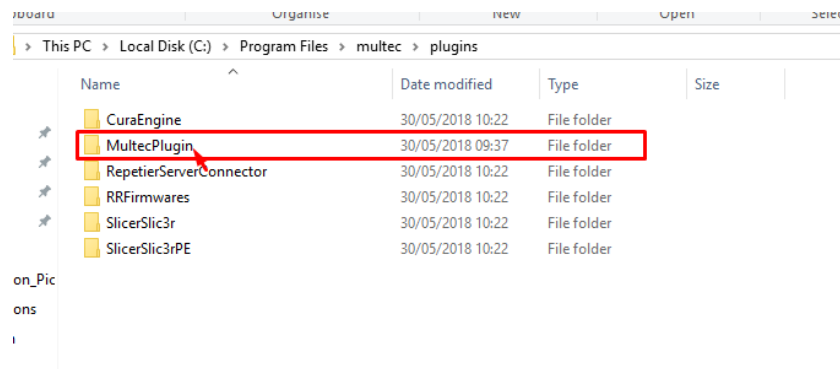 Organise New Open
This PC > Local Disk (C:) > Program Files > multec > plugins
Name Date modified Type Size
CuraEngine 30/05/2018 10:22 File folder
MultecPlugin 30/05/2018 09:37 File folder
RepetierServerConnector 30/05/2018 10:22 File folder
RRFirmwares 30/05/2018 10:22 File folder
SlicerSlic3r 30/05/2018 10:22 File folder
SlicerSlic3rPE 30/05/2018 10:22 File folder
on_Pic
ons